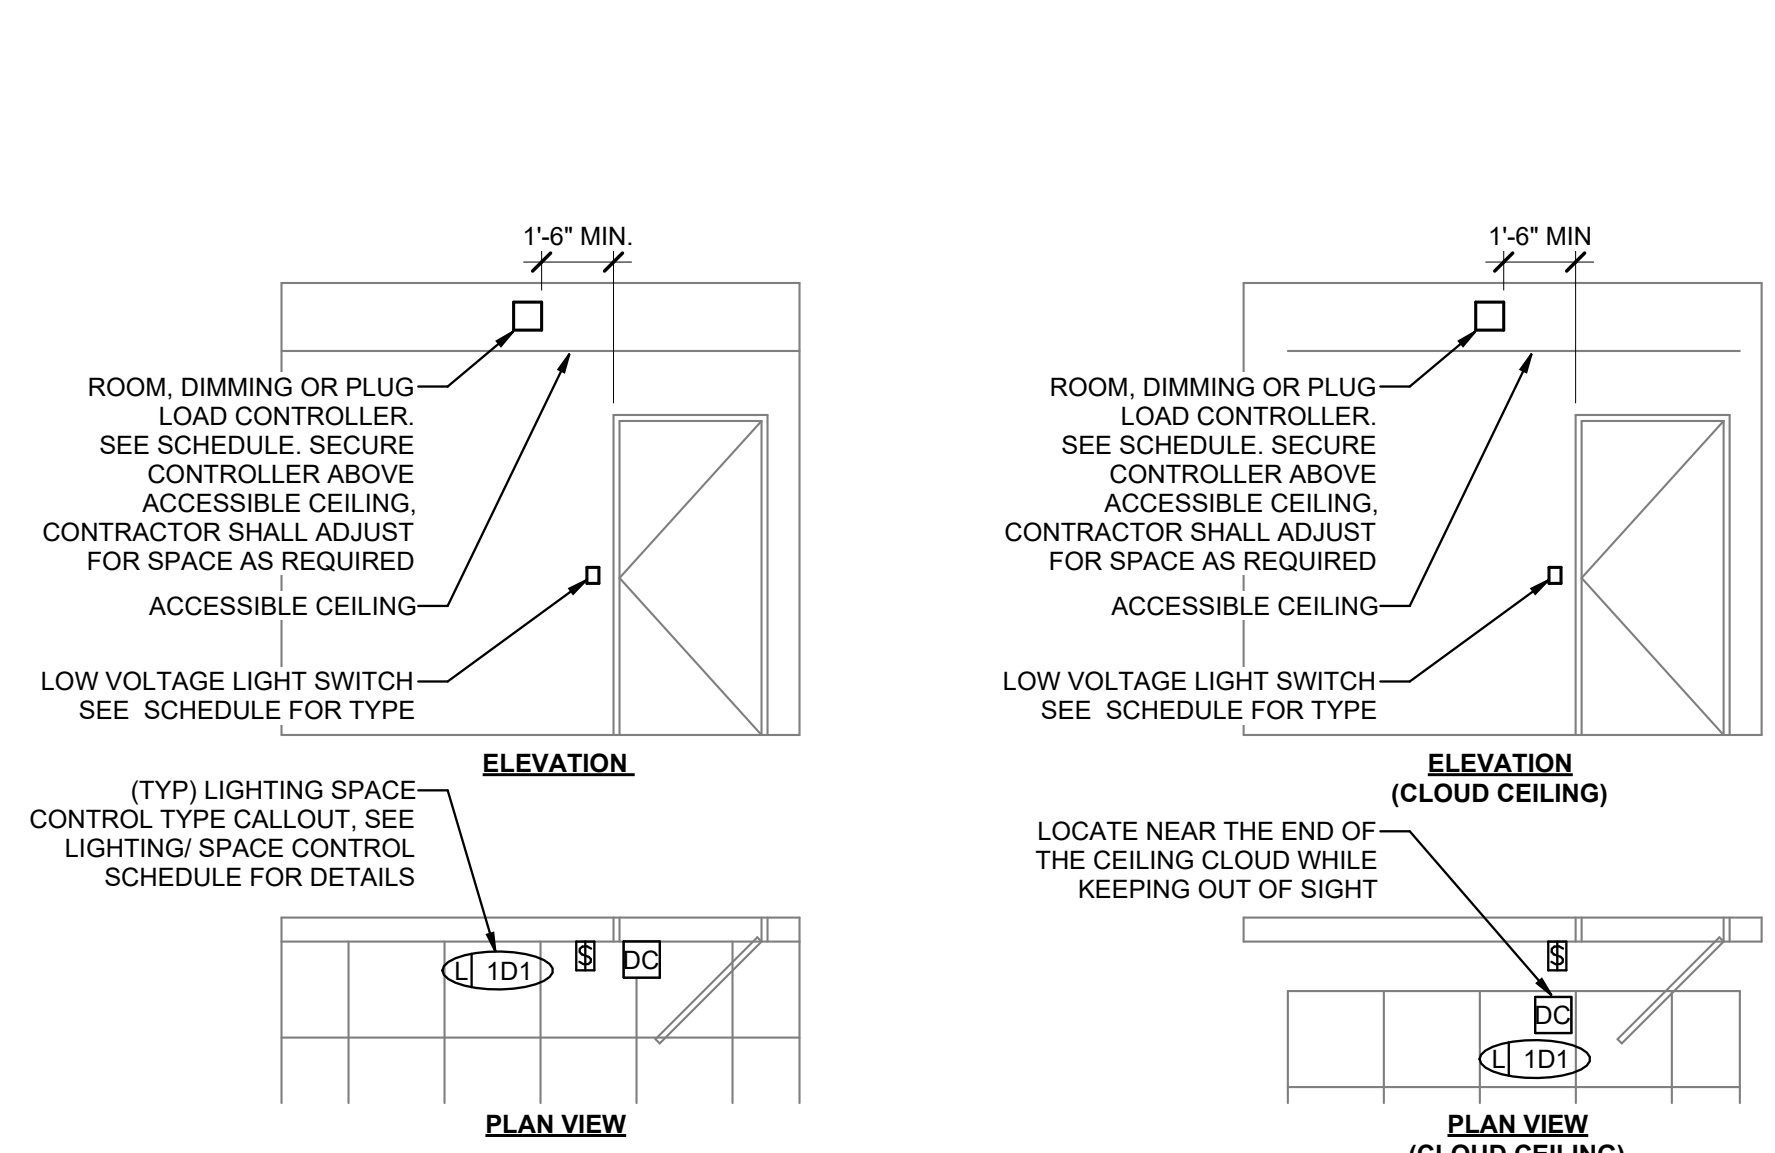 1'-6" MIN.
ROOM, DIMMING OR PLUG
LOAD CONTROLLER.
SEE SCHEDULE. SECURE
CONTROLLER ABOVE
ACCESSIBLE CEILING,
CONTRACTOR SHALL ADJUST
FOR SPACE AS REQUIRED
ACCESSIBLE CEILING
LOW VOLTAGE LIGHT SWITCH
SEE SCHEDULE FOR TYPE
ELEVATION
(TYP) LIGHTING SPACE
CONTROL TYPE CALLOUT, SEE
LIGHTING/ SPACE CONTROL
SCHEDULE FOR DETAILS
L 1D1
$
DC
PLAN VIEW
1'-6" MIN
ROOM, DIMMING OR PLUG
LOAD CONTROLLER.
SEE SCHEDULE. SECURE
CONTROLLER ABOVE
ACCESSIBLE CEILING,
CONTRACTOR SHALL ADJUST
FOR SPACE AS REQUIRED
ACCESSIBLE CEILING
LOW VOLTAGE LIGHT SWITCH
SEE SCHEDULE FOR TYPE
ELEVATION
(CLOUD CEILING)
LOCATE NEAR THE END OF
THE CEILING CLOUD WHILE
KEEPING OUT OF SIGHT
$
DC
L 1D1
PLAN VIEW
(CLOUD CEILING)